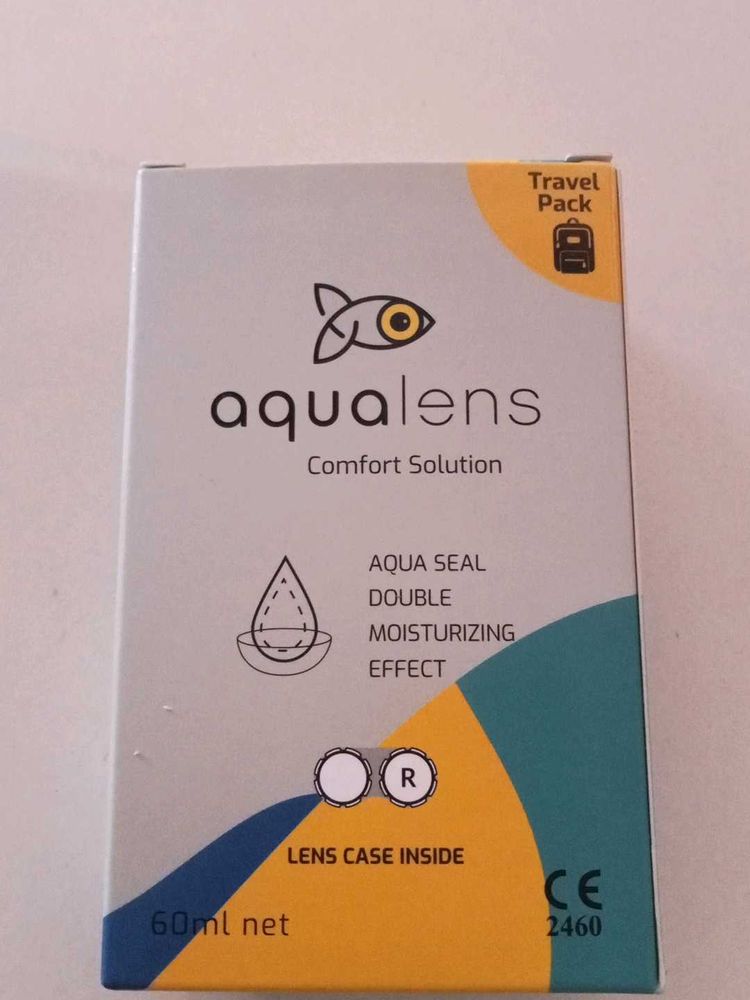 Travel
Pack
aqualens
Comfort Solution
AQUA SEAL
DOUBLE
MOISTURIZING
EFFECT
R
LENS CASE INSIDE
60ml net
CE
2460